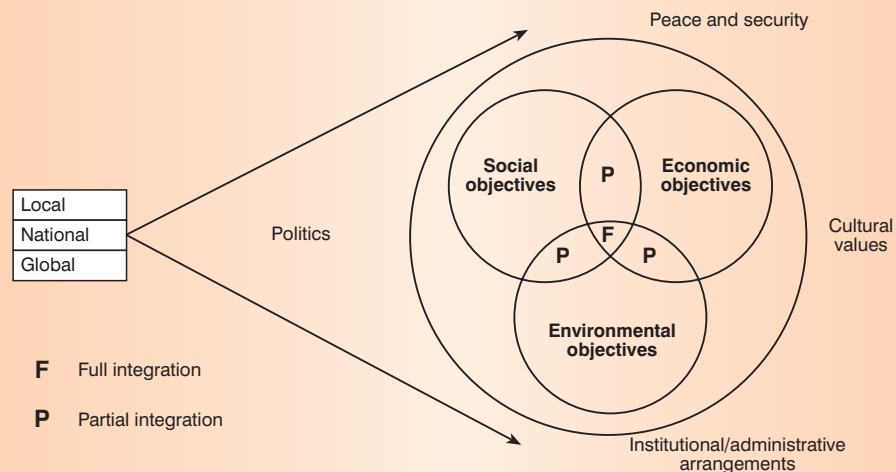 Peace and security
Social
objectives
P
Economic
objectives
Local
National
Global
Politics
F
P
P
Cultural
values
Environmental
objectives
F Full integration
P Partial integration
Institutional/administrative
arrangements